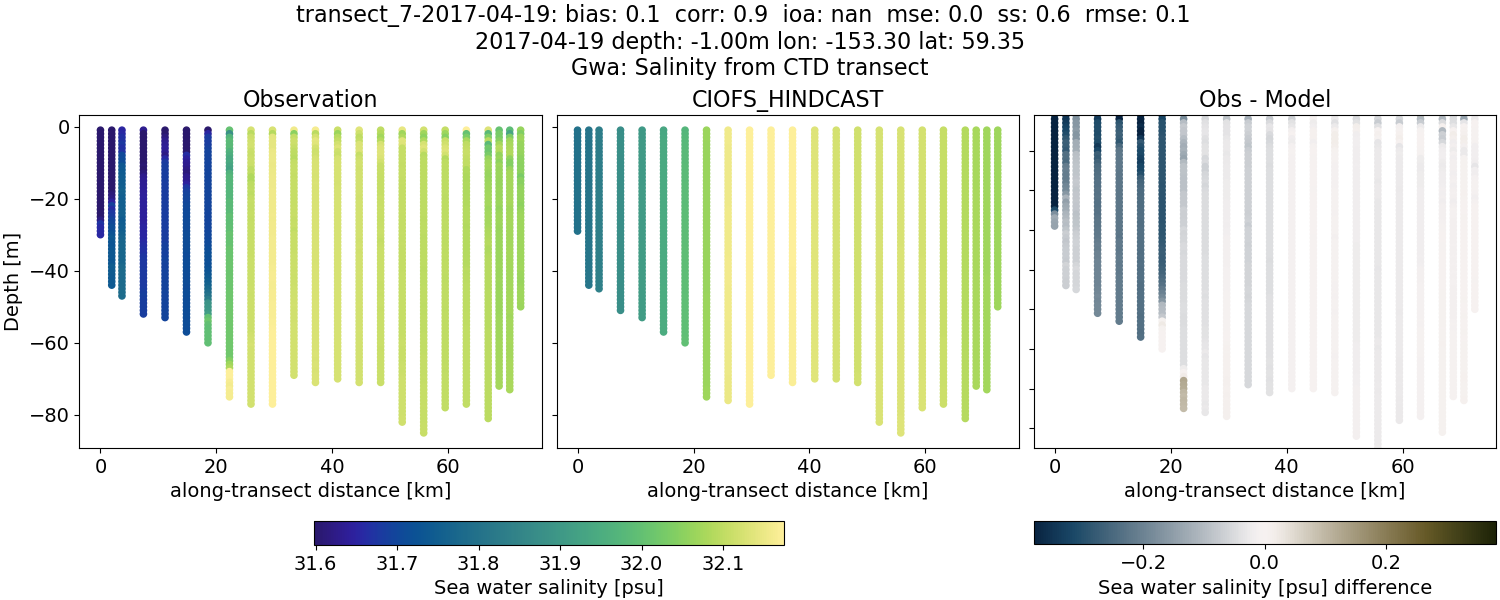 transect_7-2017-04-19: bias: 0.1  corr: 0.9  ioa: nan  mse: 0.0  ss: 0.6  rmse: 0.1
2017-04-19 depth: -1.00m lon: -153.30 lat: 59.35
Gwa: Salinity from CTD transect
Observation
CIOFS_HINDCAST
Obs - Model
Depth [m]
0
−20
−40
−60
−80
0 20 40 60
0 20 40 60
0 20 40 60
along-transect distance [km]
along-transect distance [km]
along-transect distance [km]
31.6 31.7 31.8 31.9 32.0 32.1
Sea water salinity [psu]
−0.2 0.0 0.2
Sea water salinity [psu] difference